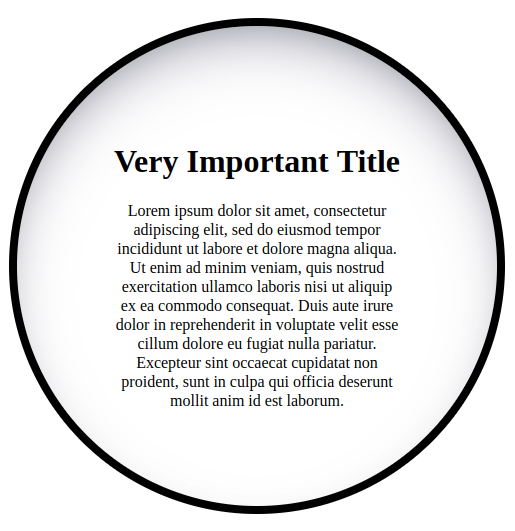 Very Important Title
Lorem ipsum dolor sit amet, consectetur
adipiscing elit, sed do eiusmod tempor
incididunt ut labore et dolore magna aliqua.
Ut enim ad minim veniam, quis nostrud
exercitation ullamco laboris nisi ut aliquip
ex ea commodo consequat. Duis aute irure
dolor in reprehenderit in voluptate velit esse
cillum dolore eu fugiat nulla pariatur.
Excepteur sint occaecat cupidatat non
proident, sunt in culpa qui officia deserunt
mollit anim id est laborum.